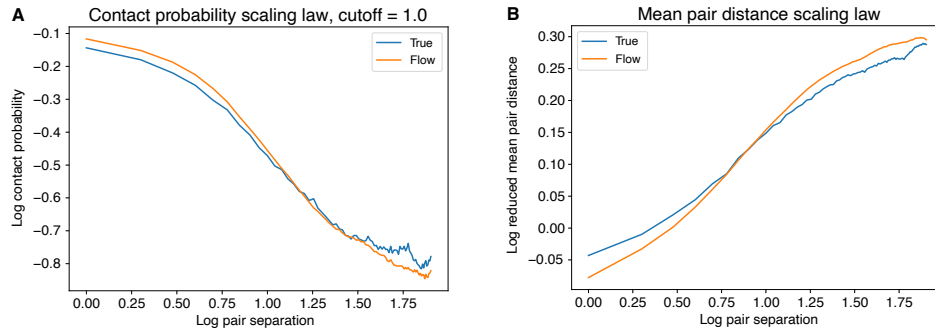 A
Contact probability scaling law, cutoff = 1.0
True
Flow
−0.1
−0.2
−0.3
−0.4
−0.5
−0.6
−0.7
−0.8
Log contact probability
0.00
0.25
0.50
0.75
1.00
1.25
1.50
1.75
Log pair separation
B
Mean pair distance scaling law
True
Flow
0.30
0.25
0.20
0.15
0.10
0.05
0.00
−0.05
Log reduced mean pair distance
0.00
0.25
0.50
0.75
1.00
1.25
1.50
1.75
Log pair separation